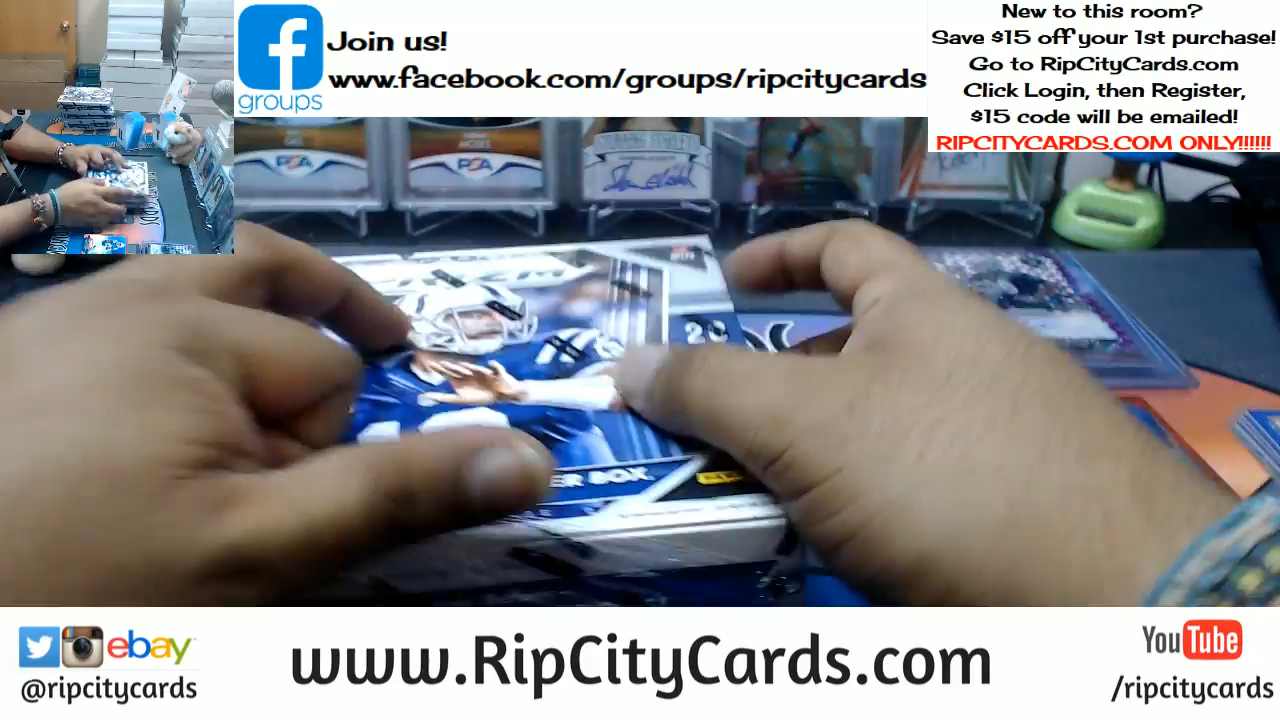 Join us!
www.facebook.com/groups/ripcitycards
groups
New to this room?
Save $15 off your 1st purchase!
Go to RipCityCards.com
Click Login, then Register,
$15 code will be emailed!
RIPCITYCARDS.COM ONLY!!!!!!
PSA
PSA
ER BOX.
ebay
@ripcitycards
www.RipCityCards.com
YouTube
/ripcitycards